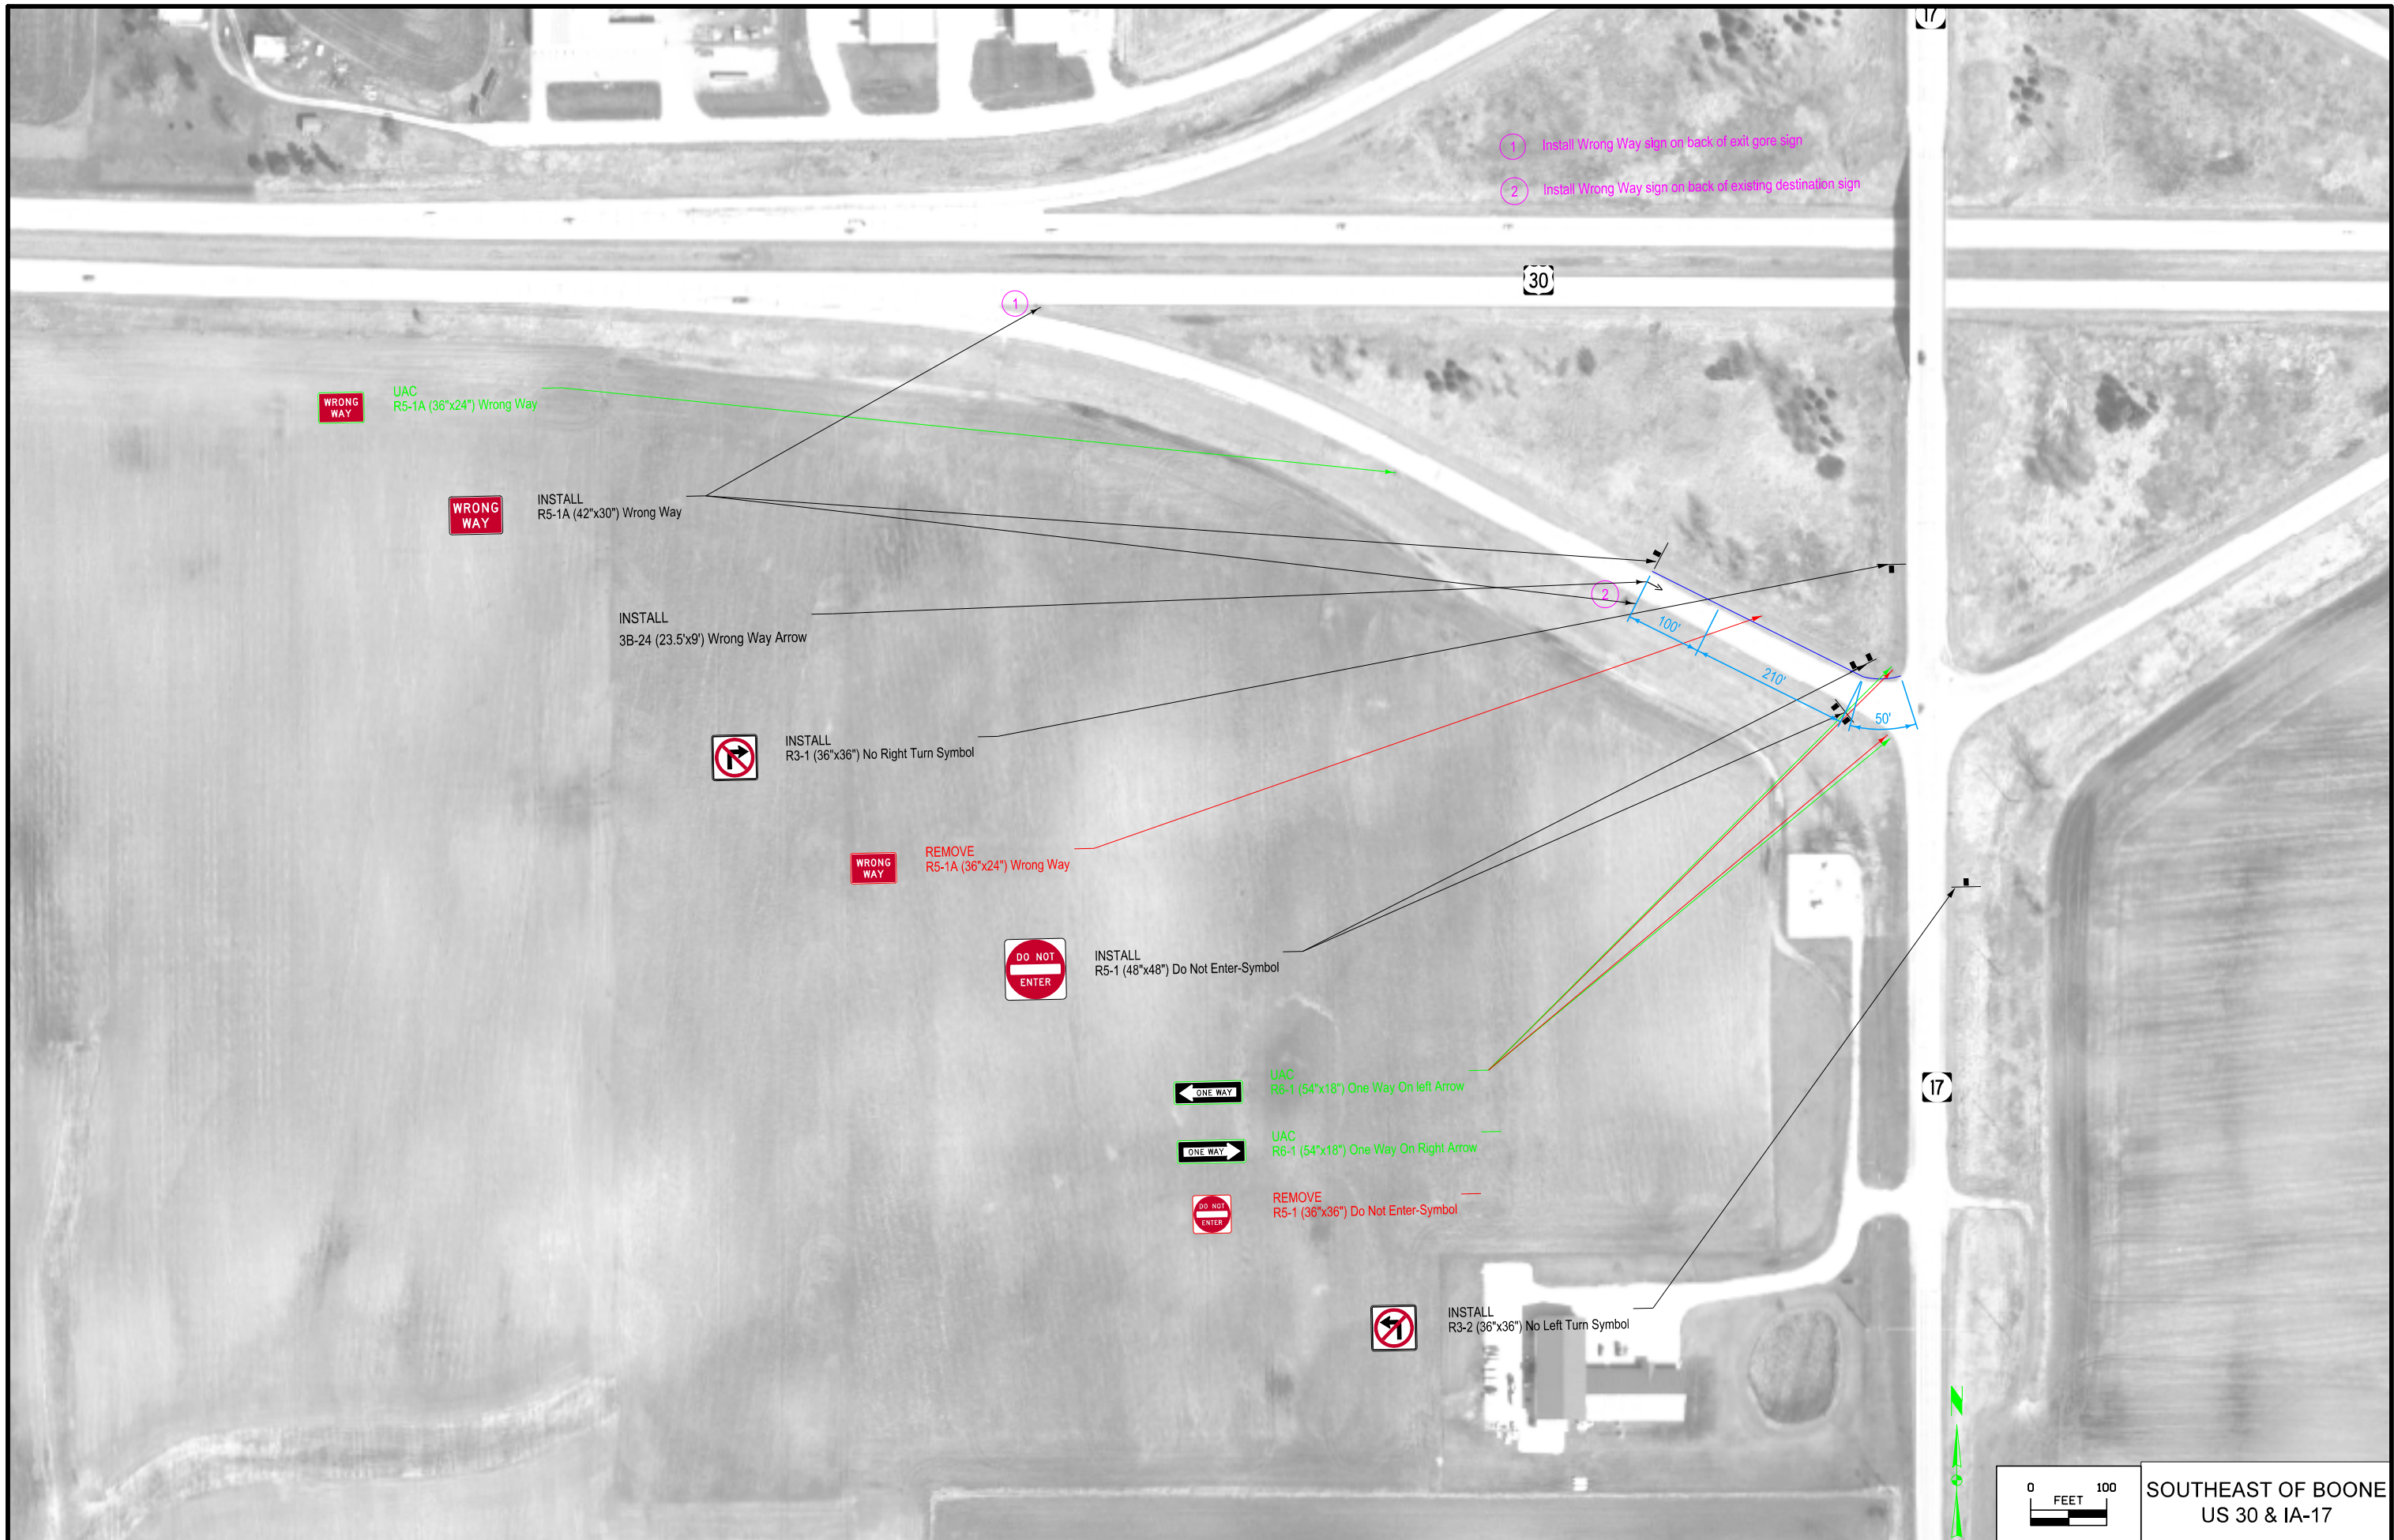 17
1 Install Wrong Way sign on back of exit gore sign
2 Install Wrong Way sign on back of existing destination sign
30
1
WRONG
WAY
UAC
R5-1A (36"x24") Wrong Way
WRONG
WAY
INSTALL
R5-1A (42"x30") Wrong Way
2
INSTALL
3B-24 (23.5'x9') Wrong Way Arrow
100'
210'
50'
INSTALL
R3-1 (36"x36") No Right Turn Symbol
WRONG
WAY
REMOVE
R5-1A (36"x24") Wrong Way
DO NOT
ENTER
INSTALL
R5-1 (48"x48") Do Not Enter-Symbol
ONE WAY
UAC
R6-1 (54"x18") One Way On left Arrow
17
ONE WAY
UAC
R6-1 (54"x18") One Way On Right Arrow
DO NOT
ENTER
REMOVE
R5-1 (36"x36") Do Not Enter-Symbol
INSTALL
R3-2 (36"x36") No Left Turn Symbol
N
0 100
FEET
SOUTHEAST OF BOONE
US 30 & IA-17